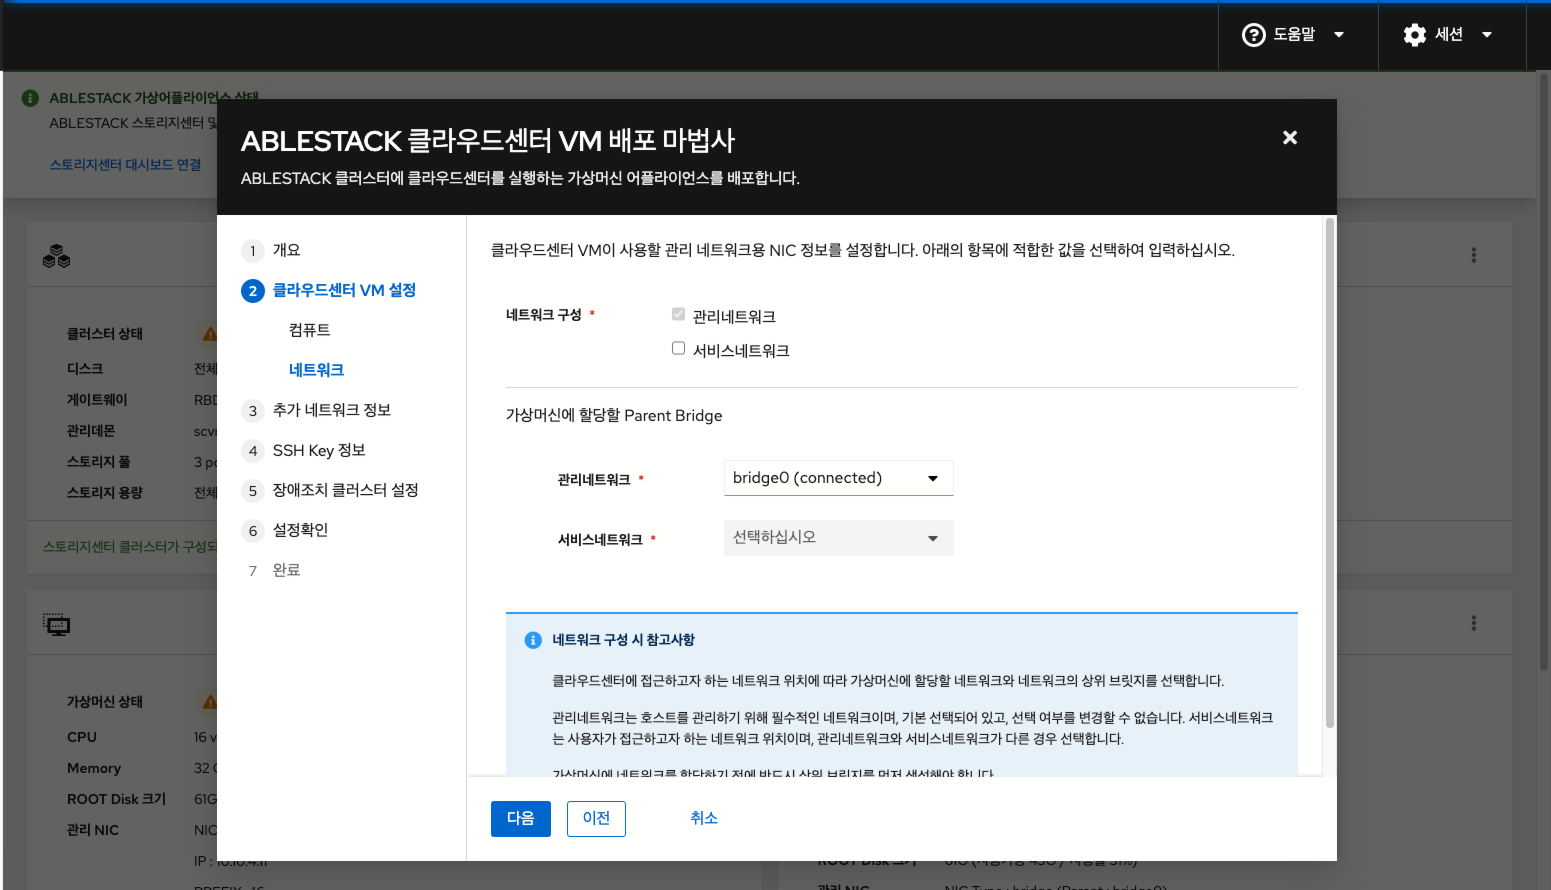 도움말
세션
ABLESTACK 가상어플라이언스 상태
ABLESTACK 스토리지센터 및
스토리지센터 대시보드 연결
ABLESTACK 클라우드센터 VM 배포 마법사
ABLESTACK 클러스터에 클라우드센터를 실행하는 가상머신 어플라이언스를 배포합니다.
1 개요
2 클라우드센터 VM 설정
컴퓨트
네트워크
3 추가 네트워크 정보
4 SSH Key 정보
5 장애조치 클러스터 설정
6 설정확인
7 완료
클라우드센터 VM이 사용할 관리 네트워크용 NIC 정보를 설정합니다. 아래의 항목에 적합한 값을 선택하여 입력하십시오.
네트워크 구성 *
관리네트워크
서비스네트워크
가상머신에 할당할 Parent Bridge
관리네트워크 * bridge0 (connected)
서비스네트워크 * 선택하십시오
네트워크 구성 시 참고사항
클라우드센터에 접근하고자 하는 네트워크 위치에 따라 가상머신에 할당할 네트워크와 네트워크의 상위 브릿지를 선택합니다.
관리네트워크는 호스트를 관리하기 위해 필수적인 네트워크이며, 기본 선택되어 있고, 선택 여부를 변경할 수 없습니다. 서비스네트워크
는 사용자가 접근하고자 하는 네트워크 위치이며, 관리네트워크와 서비스네트워크가 다른 경우 선택합니다.
가상머신에 네트워크를 할당하기 전에 반드시 상위 브릿지를 먼저 생성해야 합니다.
다음
이전
취소
클러스터 상태
디스크 전체
게이트웨이 RBD
관리데몬 scvm
스토리지 풀 3 po
스토리지 용량 전체
스토리지센터 클러스터가 구성되
가상머신 상태
CPU 16 v
Memory 32 G
ROOT Disk 크기 61G
관리 NIC NIC
IP : 10.10.4.11
PREFIX : 16
ROOT Disk 크기
관리 NIC NIC Type : bridge (Parent : bridge0)